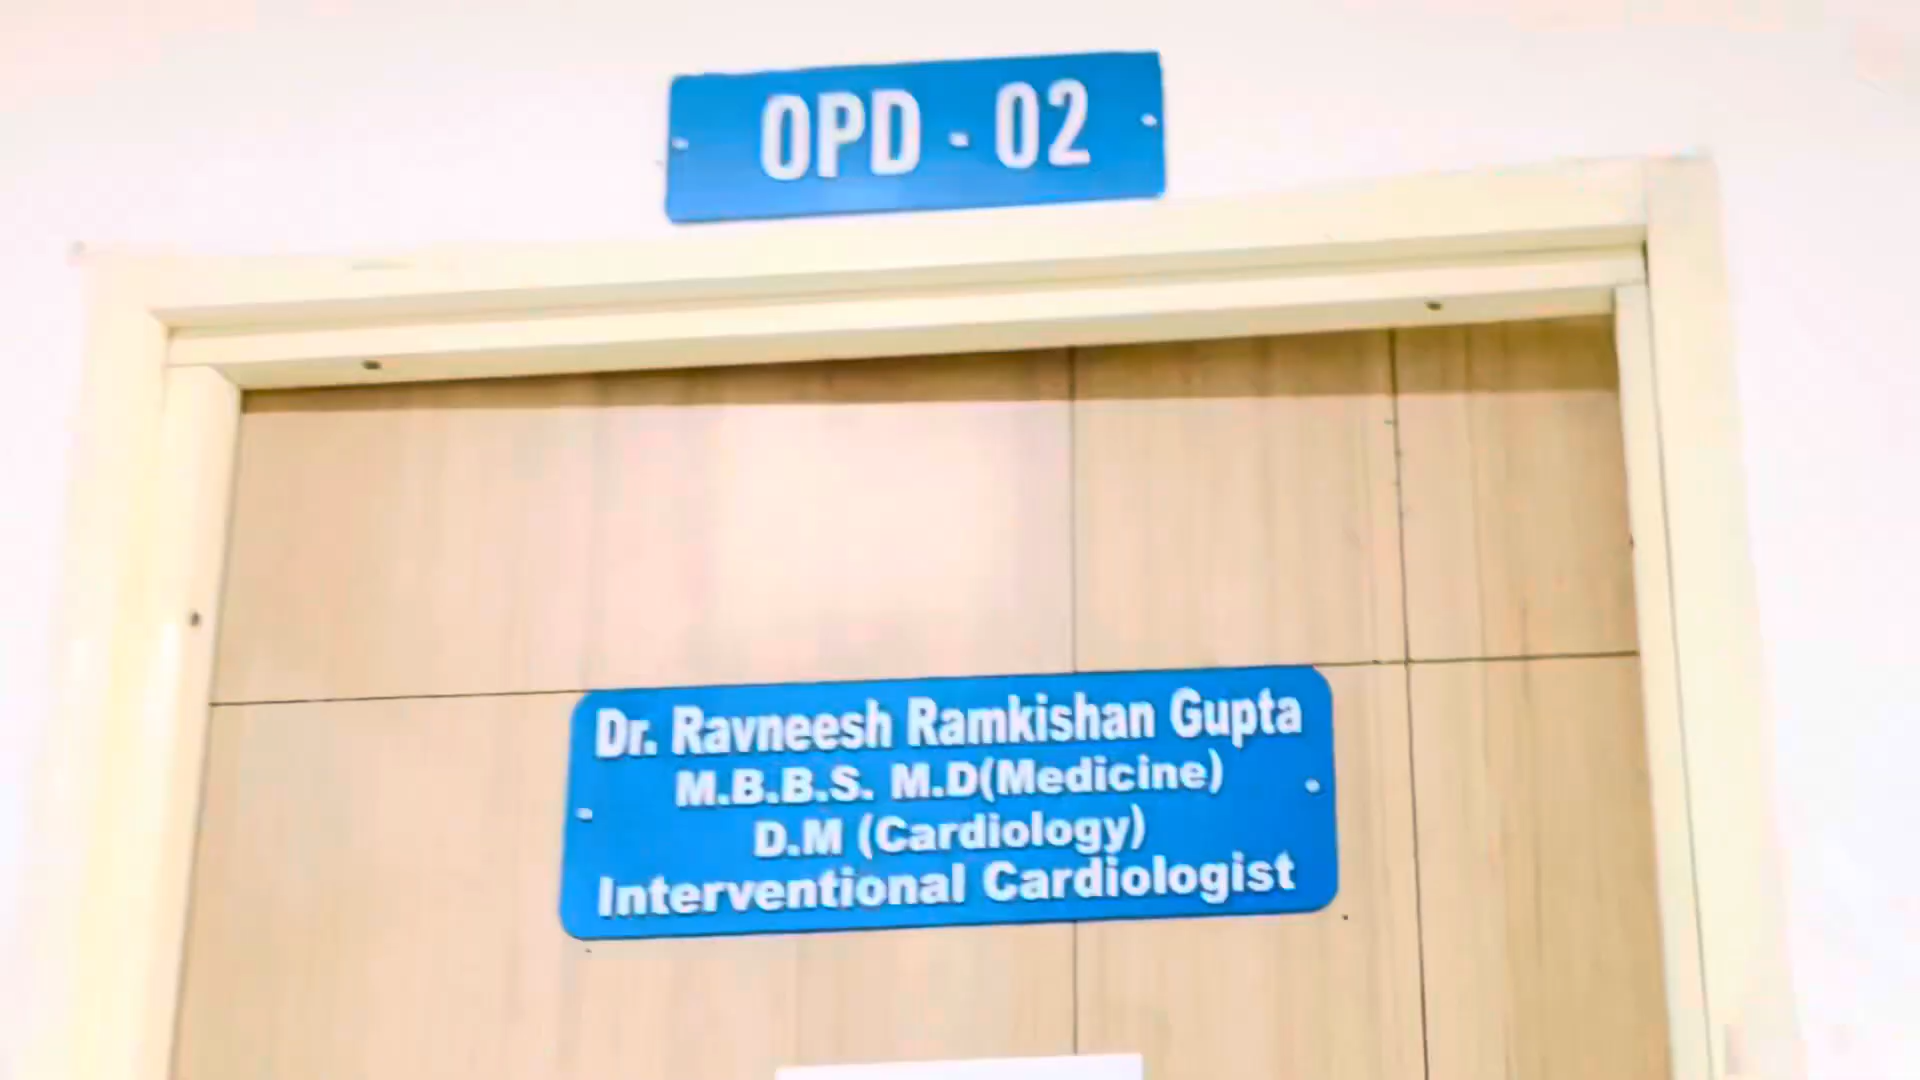 OPD - 02
Dr. Ravneesh Ramkishan Gupta
M.B.B.S. M.D(Medicine)
D.M (Cardiology)
Interventional Cardiologist